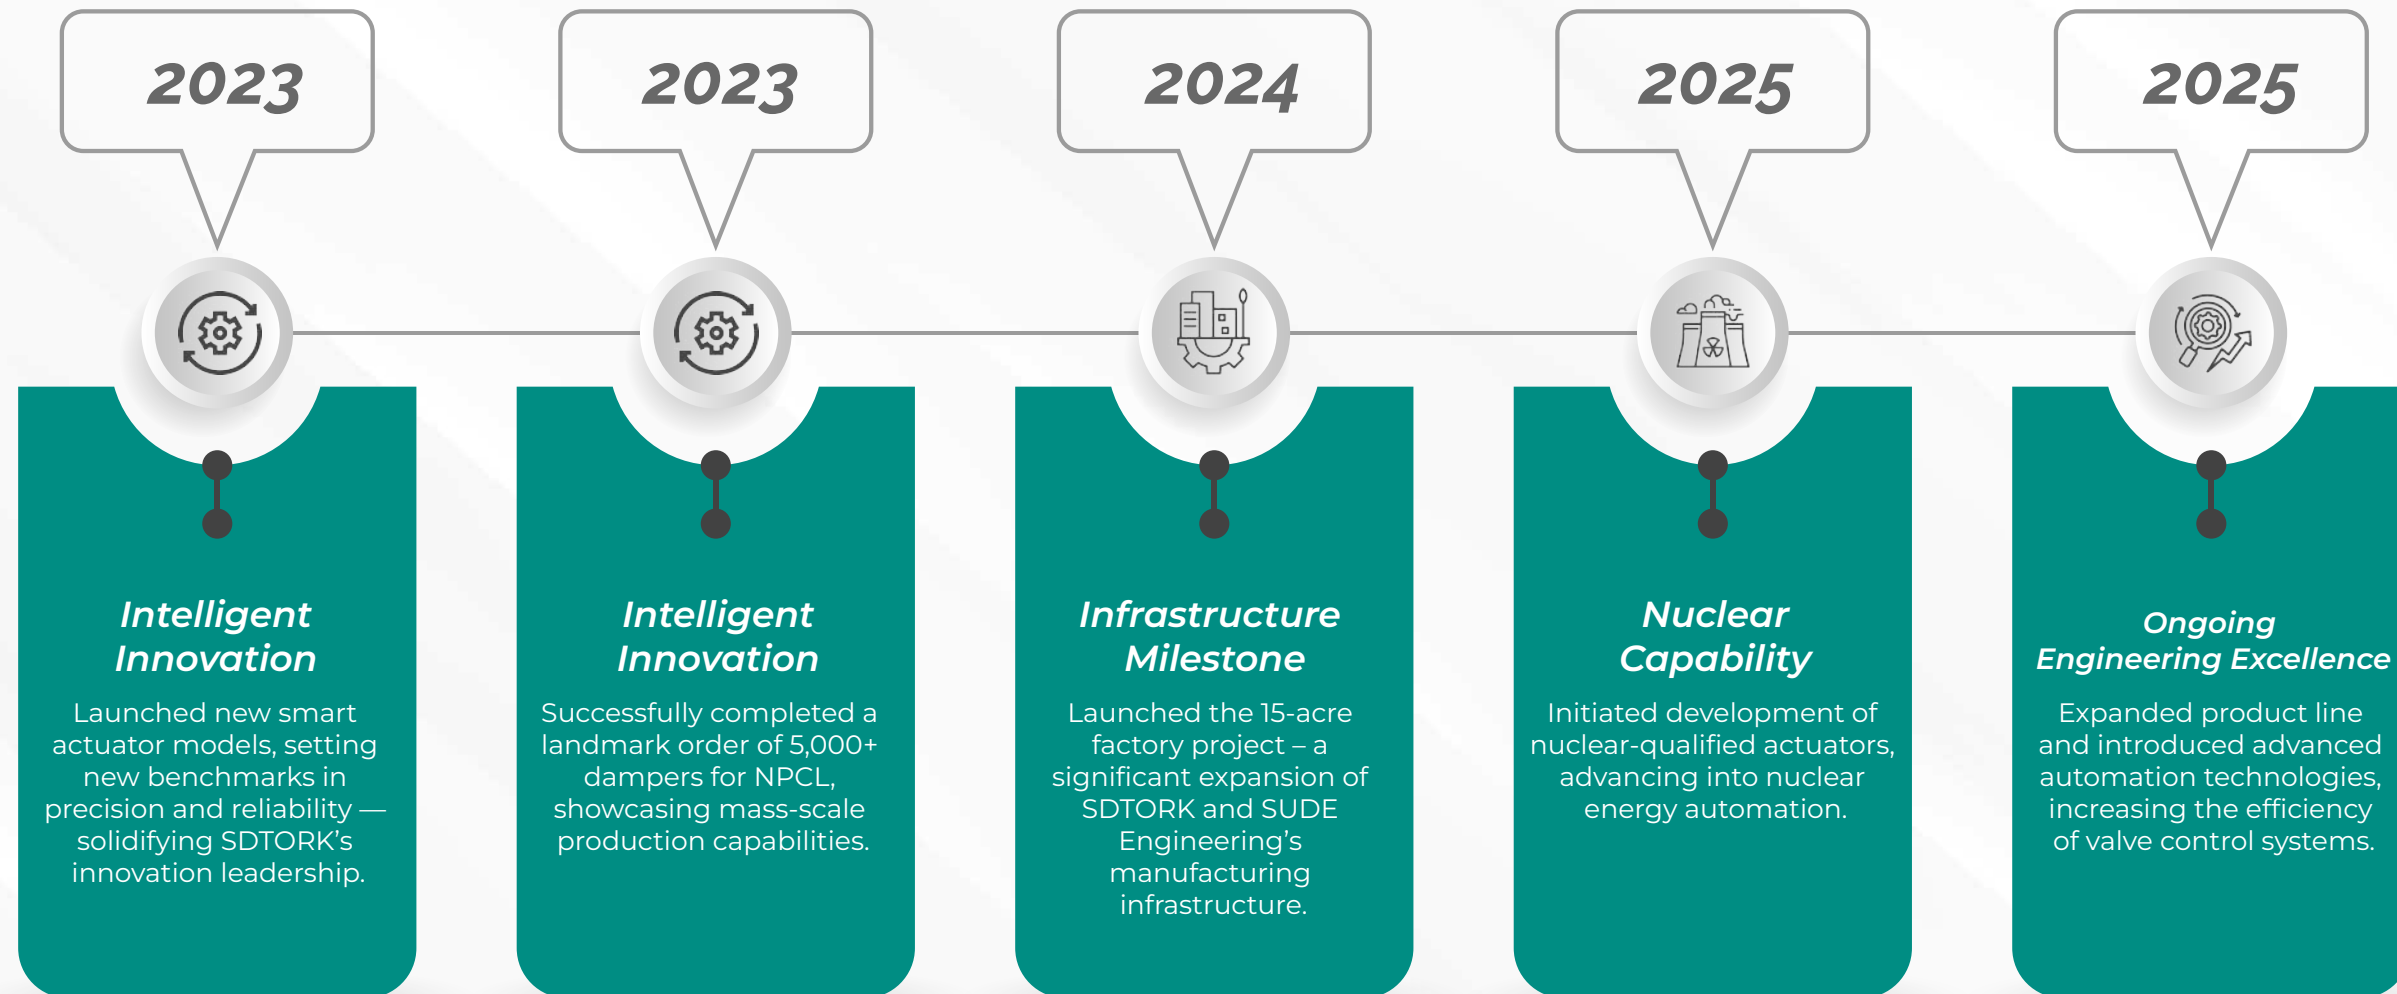 2023
Intelligent
Innovation
Launched new smart
actuator models, setting
new benchmarks in
precision and reliability —
solidifying SDTORK’s
innovation leadership.
2023
Intelligent
Innovation
Successfully completed a
landmark order of 5,000+
dampers for NPCL,
showcasing mass-scale
production capabilities.
2024
Infrastructure
Milestone
Launched the 15-acre
factory project – a
significant expansion of
SDTORK and SUDE
Engineering’s
manufacturing
infrastructure.
2025
Nuclear
Capability
Initiated development of
nuclear-qualified actuators,
advancing into nuclear
energy automation.
2025
Ongoing
Engineering Excellence
Expanded product line
and introduced advanced
automation technologies,
increasing the efficiency
of valve control systems.